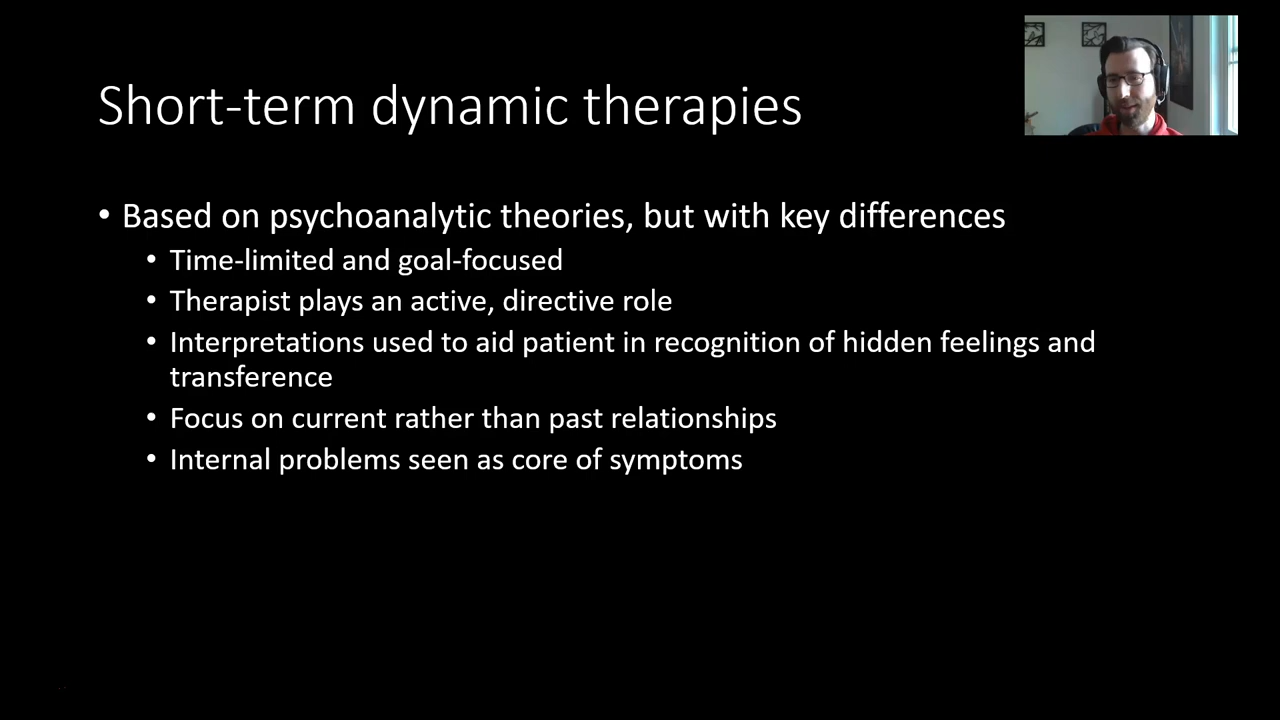 Short-term dynamic therapies
• Based on psychoanalytic theories, but with key differences
• Time-limited and goal-focused
• Therapist plays an active, directive role
• Interpretations used to aid patient in recognition of hidden feelings and
transference
• Focus on current rather than past relationships
• Internal problems seen as core of symptoms